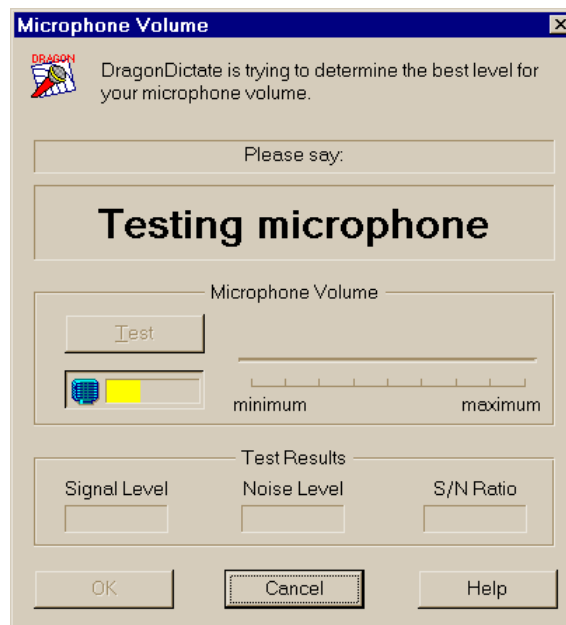 Microphone Volume
DRAGON
DragonDictate is trying to determine the best level for
your microphone volume.
Please say:
Testing microphone
Microphone Volume
Test
minimum maximum
Test Results
Signal Level Noise Level S/N Ratio
OK Cancel Help